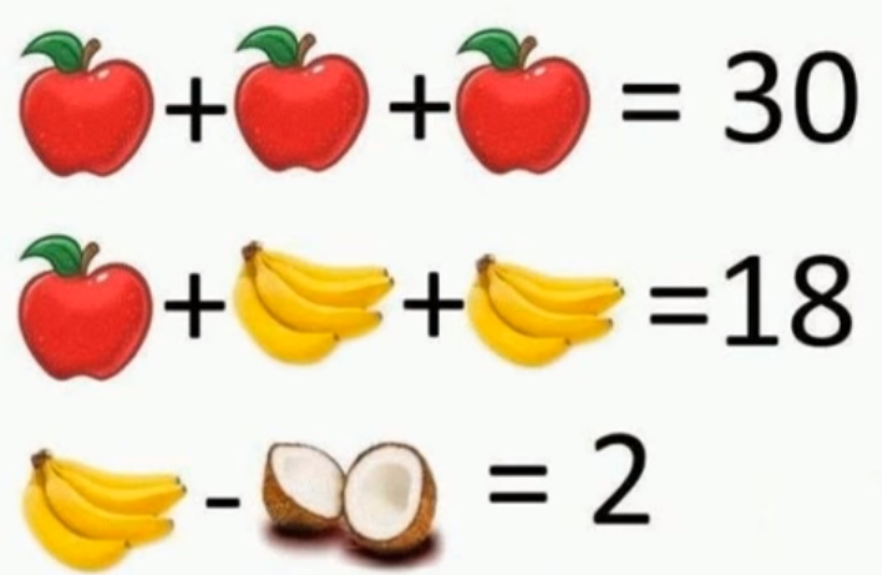 + + = 30
+ + =18
- = 2